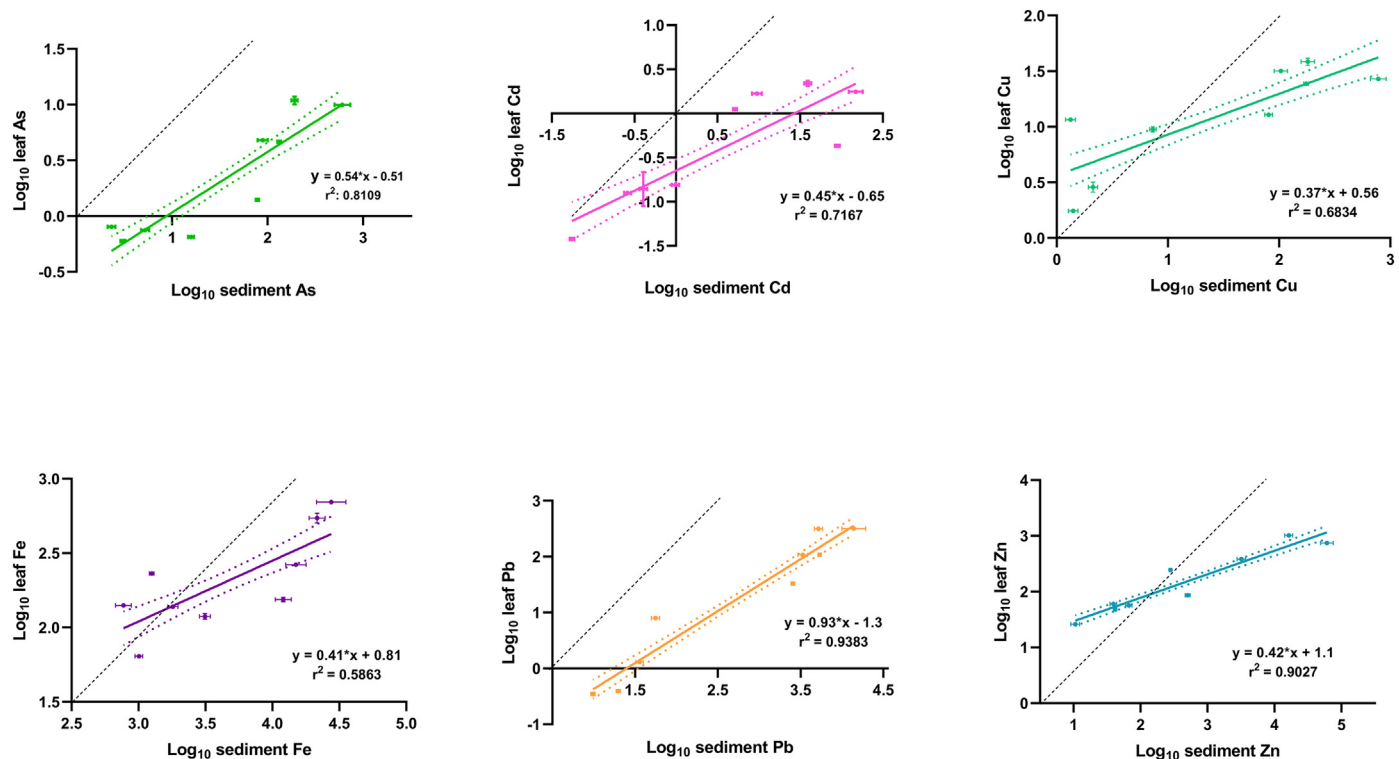 Log10 leaf As
1.5
1.0
0.5
0.0
-0.5
1
2
3
y = 0.54*x - 0.51
r2: 0.8109
Log10 sediment As
Log10 leaf Cd
1.0
0.5
-0.5
-1.0
-1.5
-1.5
-0.5
0.5
1.5
2.5
y = 0.45*x - 0.65
r2 = 0.7167
Log10 sediment Cd
Log10 leaf Cu
2.0
1.5
1.0
0.5
0.0
0
1
2
3
y = 0.37*x + 0.56
r2 = 0.6834
Log10 sediment Cu
Log10 leaf Fe
3.0
2.5
2.0
1.5
2.5
3.0
3.5
4.0
4.5
5.0
y = 0.41*x + 0.81
r2 = 0.5863
Log10 sediment Fe
Log10 leaf Pb
3
2
1
0
-1
1.5
2.5
3.5
4.5
y = 0.93*x - 1.3
r2 = 0.9383
Log10 sediment Pb
Log10 leaf Zn
4
3
2
1
0
1
2
3
4
5
y = 0.42*x + 1.1
r2 = 0.9027
Log10 sediment Zn